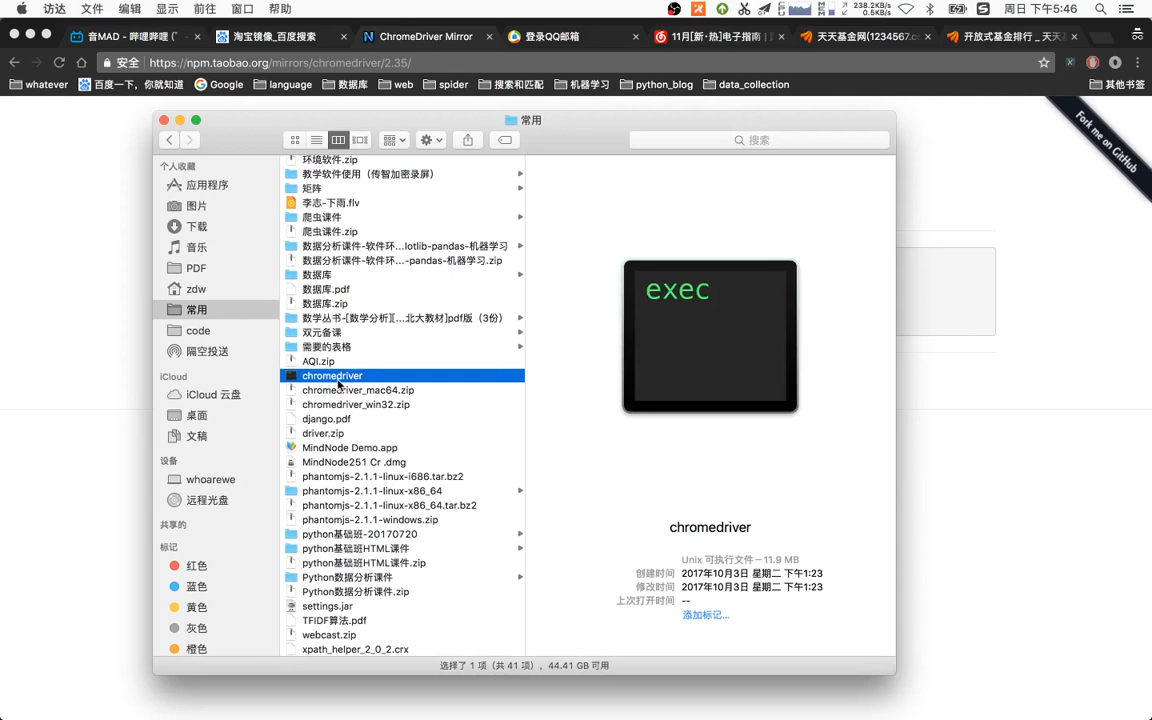 访达 文件 编辑 显示 前往 窗口 帮助 238.2KB/s 0.5KB/s 周日 下午5:46
音MAD - 哔哩哔哩 ( 淘宝镜像_百度搜索 ChromeDriver Mirror 登录QQ邮箱 11月[新·热]电子指南 | 天天基金网(1234567.co 开放式基金排行 _ 天天
安全 https://npm.taobao.org/mirrors/chromedriver/2.35/
whatever 百度一下，你就知道 Google language 数据库 web spider 搜索和匹配 机器学习 python_blog data_collection 其他书签
Fork me on GitHub
常用
搜索
个人收藏
应用程序
图片
下载
音乐
PDF
zdw
常用
code
隔空投送
iCloud
iCloud 云盘
桌面
文稿
设备
whoarewe
远程光盘
共享的
标记
红色
蓝色
黄色
灰色
橙色
环境软件.zip
教学软件使用（传智加密录屏）
矩阵
李志-下雨.flv
爬虫课件
爬虫课件.zip
数据分析课件-软件环...lotlib-pandas-机器学习
数据分析课件-软件环...-pandas-机器学习.zip
数据库
数据库.pdf
数据库.zip
数学丛书-[数学分析][...北大教材]pdf版（3份）
双元备课
需要的表格
AQI.zip
chromedriver
chromedriver_mac64.zip
chromedriver_win32.zip
django.pdf
driver.zip
MindNode Demo.app
MindNode251 Cr .dmg
phantomjs-2.1.1-linux-i686.tar.bz2
phantomjs-2.1.1-linux-x86_64
phantomjs-2.1.1-linux-x86_64.tar.bz2
phantomjs-2.1.1-windows.zip
python基础班-20170720
python基础班HTML课件
python基础班HTML课件.zip
Python数据分析课件
Python数据分析课件.zip
settings.jar
TFIDF算法.pdf
webcast.zip
xpath_helper_2_0_2.crx
exec
chromedriver
Unix 可执行文件 – 11.9 MB
创建时间 2017年10月3日 星期二 下午1:23
修改时间 2017年10月3日 星期二 下午1:23
上次打开时间 --
添加标记...
选择了 1 项（共 41 项），44.41 GB 可用